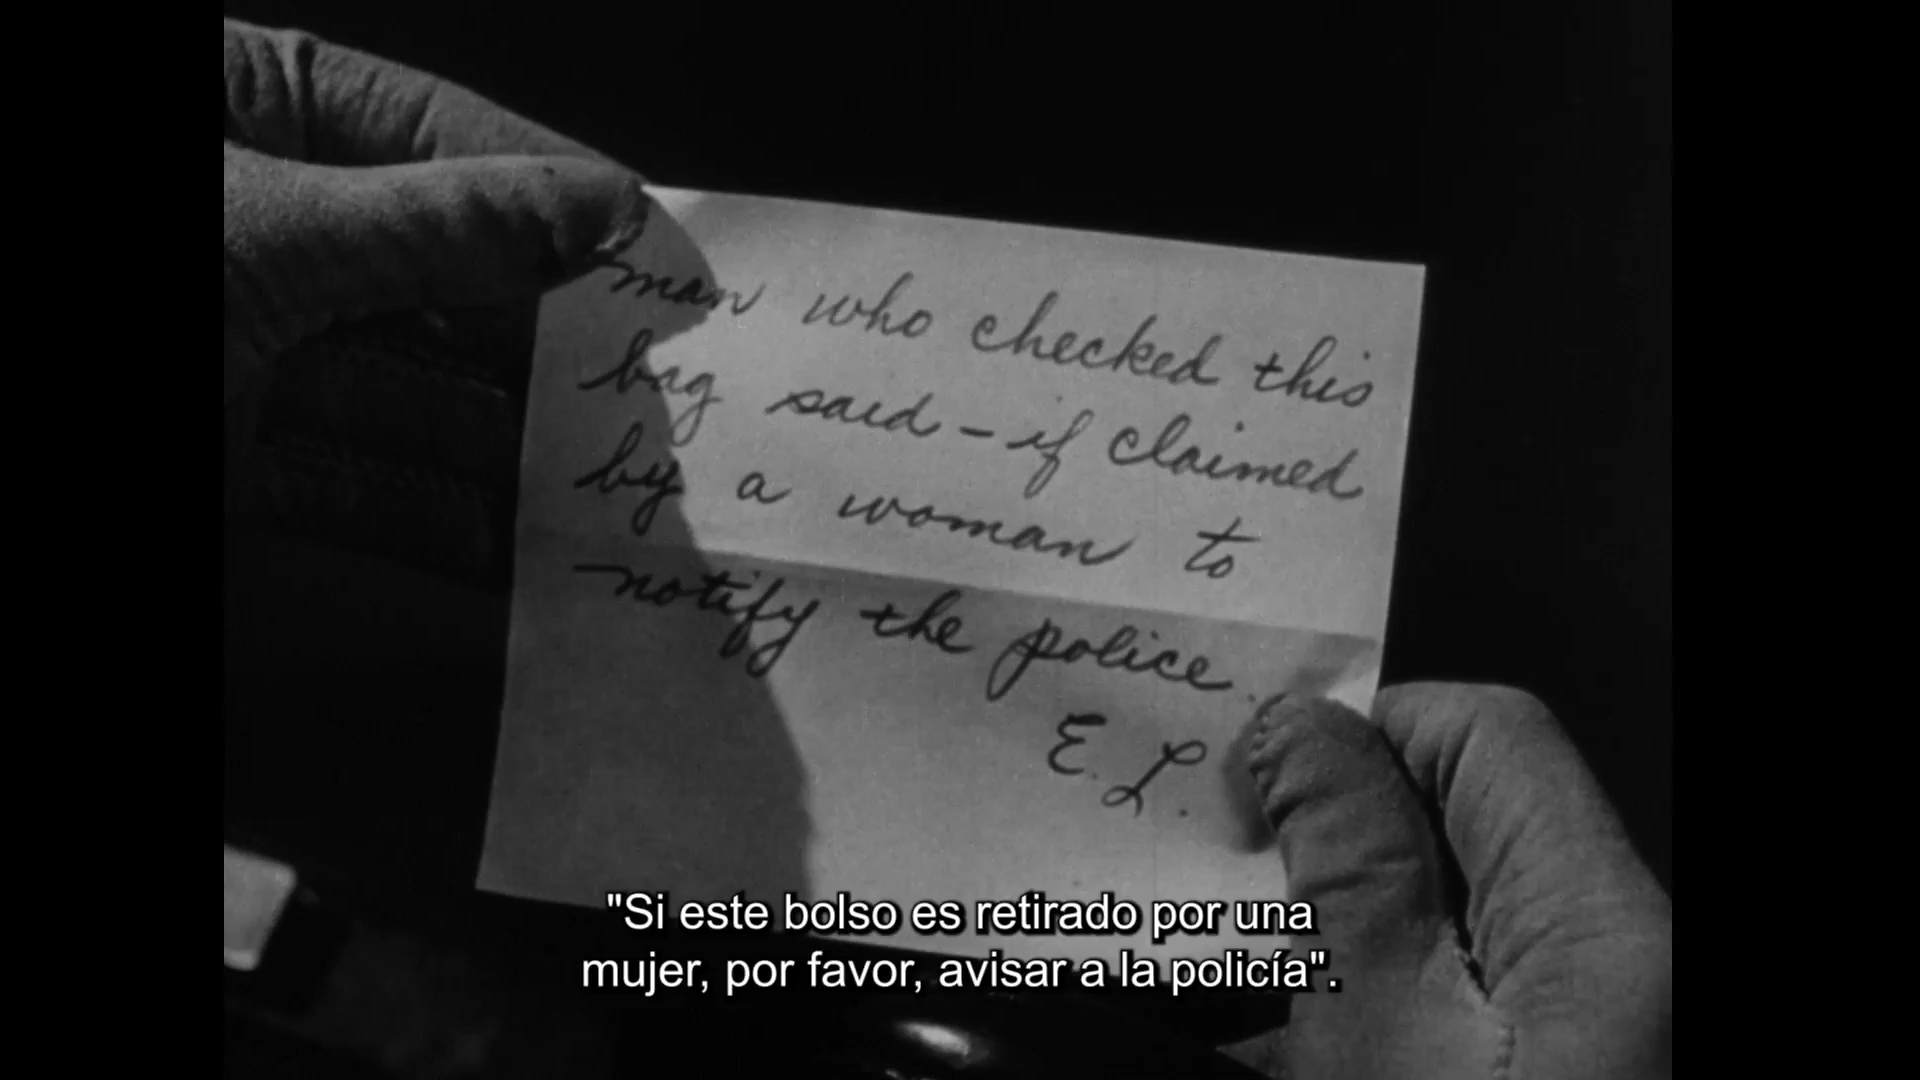 man who checked this
bag said - if claimed
by a woman to
notify the police.
E. L.
"Si este bolso es retirado por una
mujer, por favor, avisar a la policía".